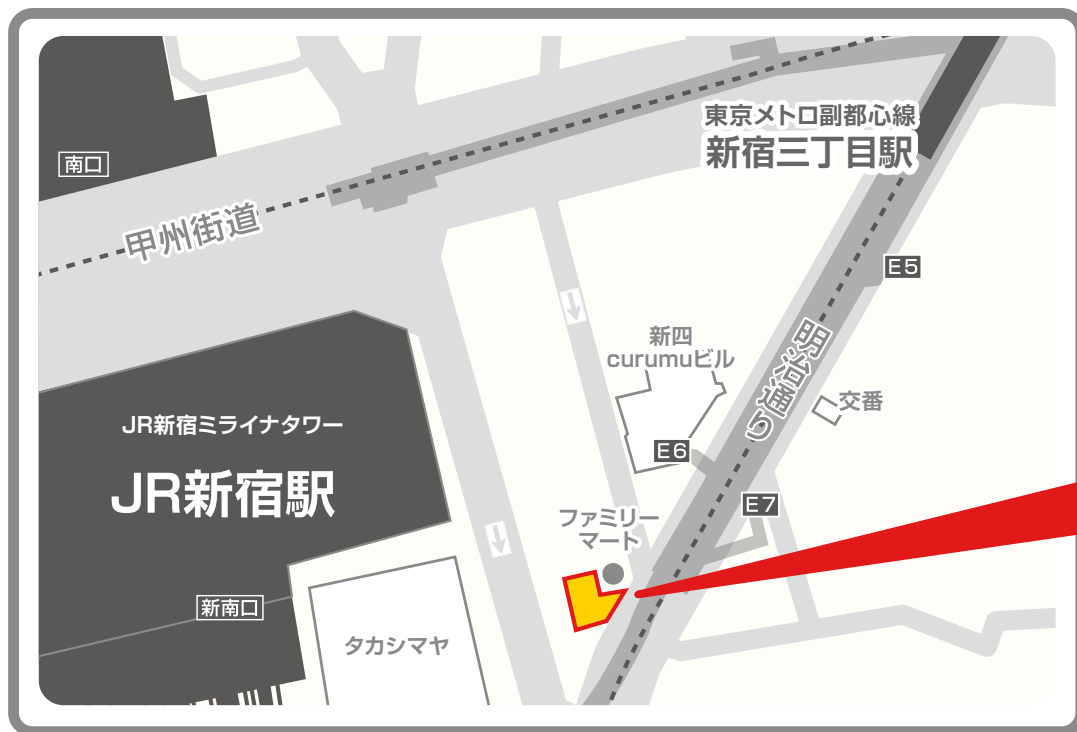 東京メトロ副都心線
新宿三丁目駅
南口
甲州街道
E5
新四
curumuビル
明治通り
交番
JR新宿ミライナタワー
JR新宿駅
E6
E7
ファミリー
マート
新南口
タカシマヤ